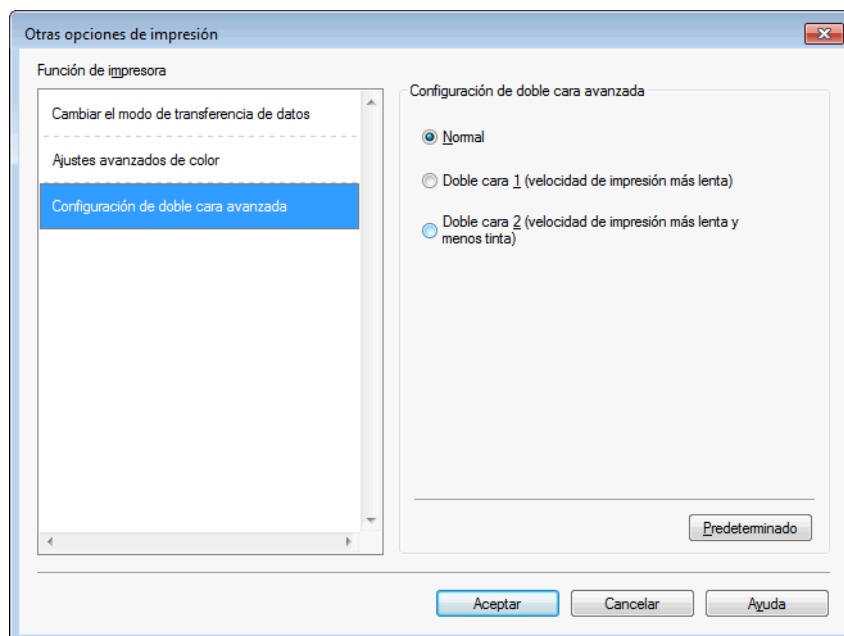 Otras opciones de impresión
Función de impresora
Cambiar el modo de transferencia de datos
Ajustes avanzados de color
Configuración de doble cara avanzada
Configuración de doble cara avanzada
Normal
Doble cara 1 (velocidad de impresión más lenta)
Doble cara 2 (velocidad de impresión más lenta y
menos tinta)
Predeterminado
Aceptar
Cancelar
Ayuda